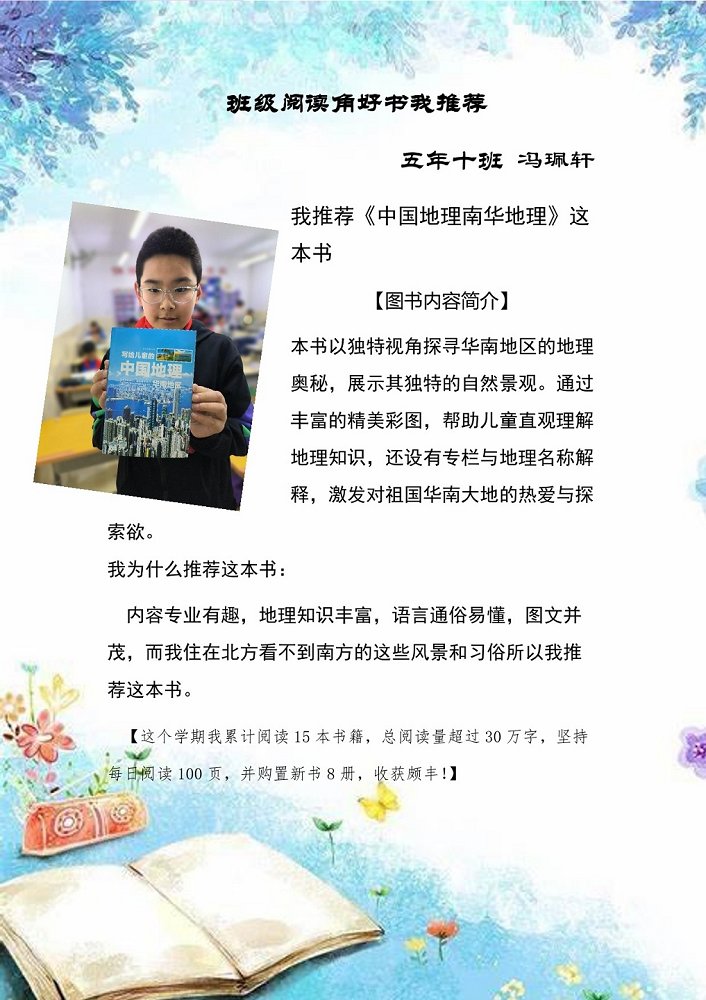 班级阅读角好书我推荐
五年十班 冯珮轩
我推荐《中国地理南华地理》这
本书
【图书内容简介】
本书以独特视角探寻华南地区的地理
奥秘，展示其独特的自然景观。通过
丰富的精美彩图，帮助儿童直观理解
地理知识，还设有专栏与地理名称解
释，激发对祖国华南大地的热爱与探
索欲。
我为什么推荐这本书：
内容专业有趣，地理知识丰富，语言通俗易懂，图文并
茂，而我住在北方看不到南方的这些风景和习俗所以我推
荐这本书。
【这个学期我累计阅读 15 本书籍，总阅读量超过 30 万字，坚持
每日阅读 100 页，并购置新书 8 册，收获颇丰!】
写给儿童的
中国地理
华南地区